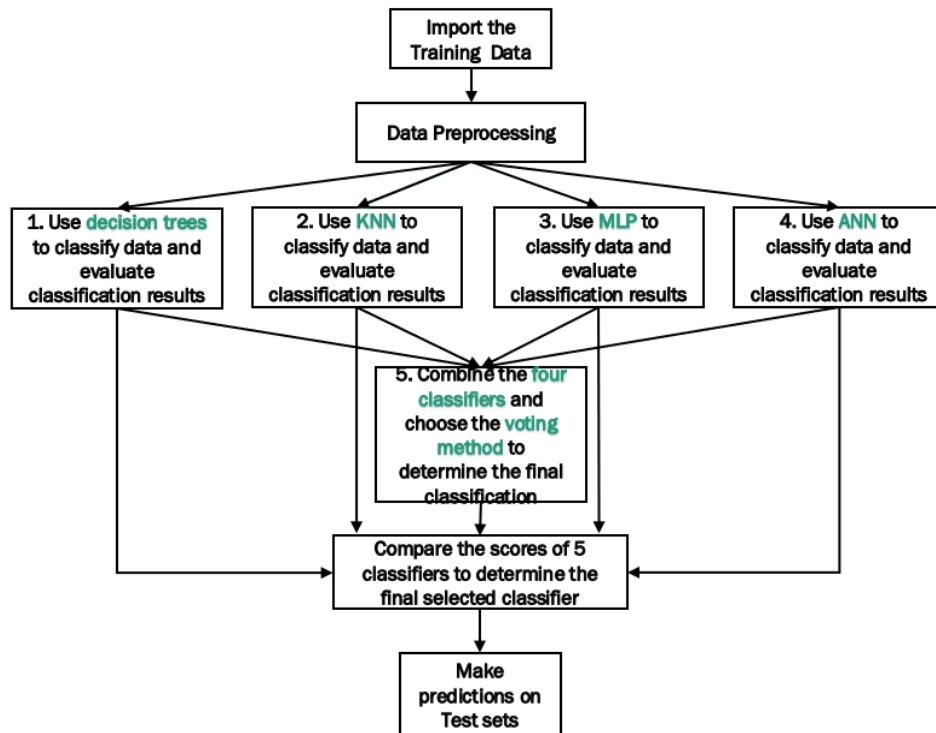 Import the
Training Data
Data Preprocessing
1. Use decision trees
to classify data and
evaluate
classification results
2. Use KNN to
classify data and
evaluate
classification results
3. Use MLP to
classify data and
evaluate
classification results
4. Use ANN to
classify data and
evaluate
classification results
5. Combine the four
classifiers and
choose the voting
method to
determine the final
classification
Compare the scores of 5
classifiers to determine the
final selected classifier
Make
predictions on
Test sets